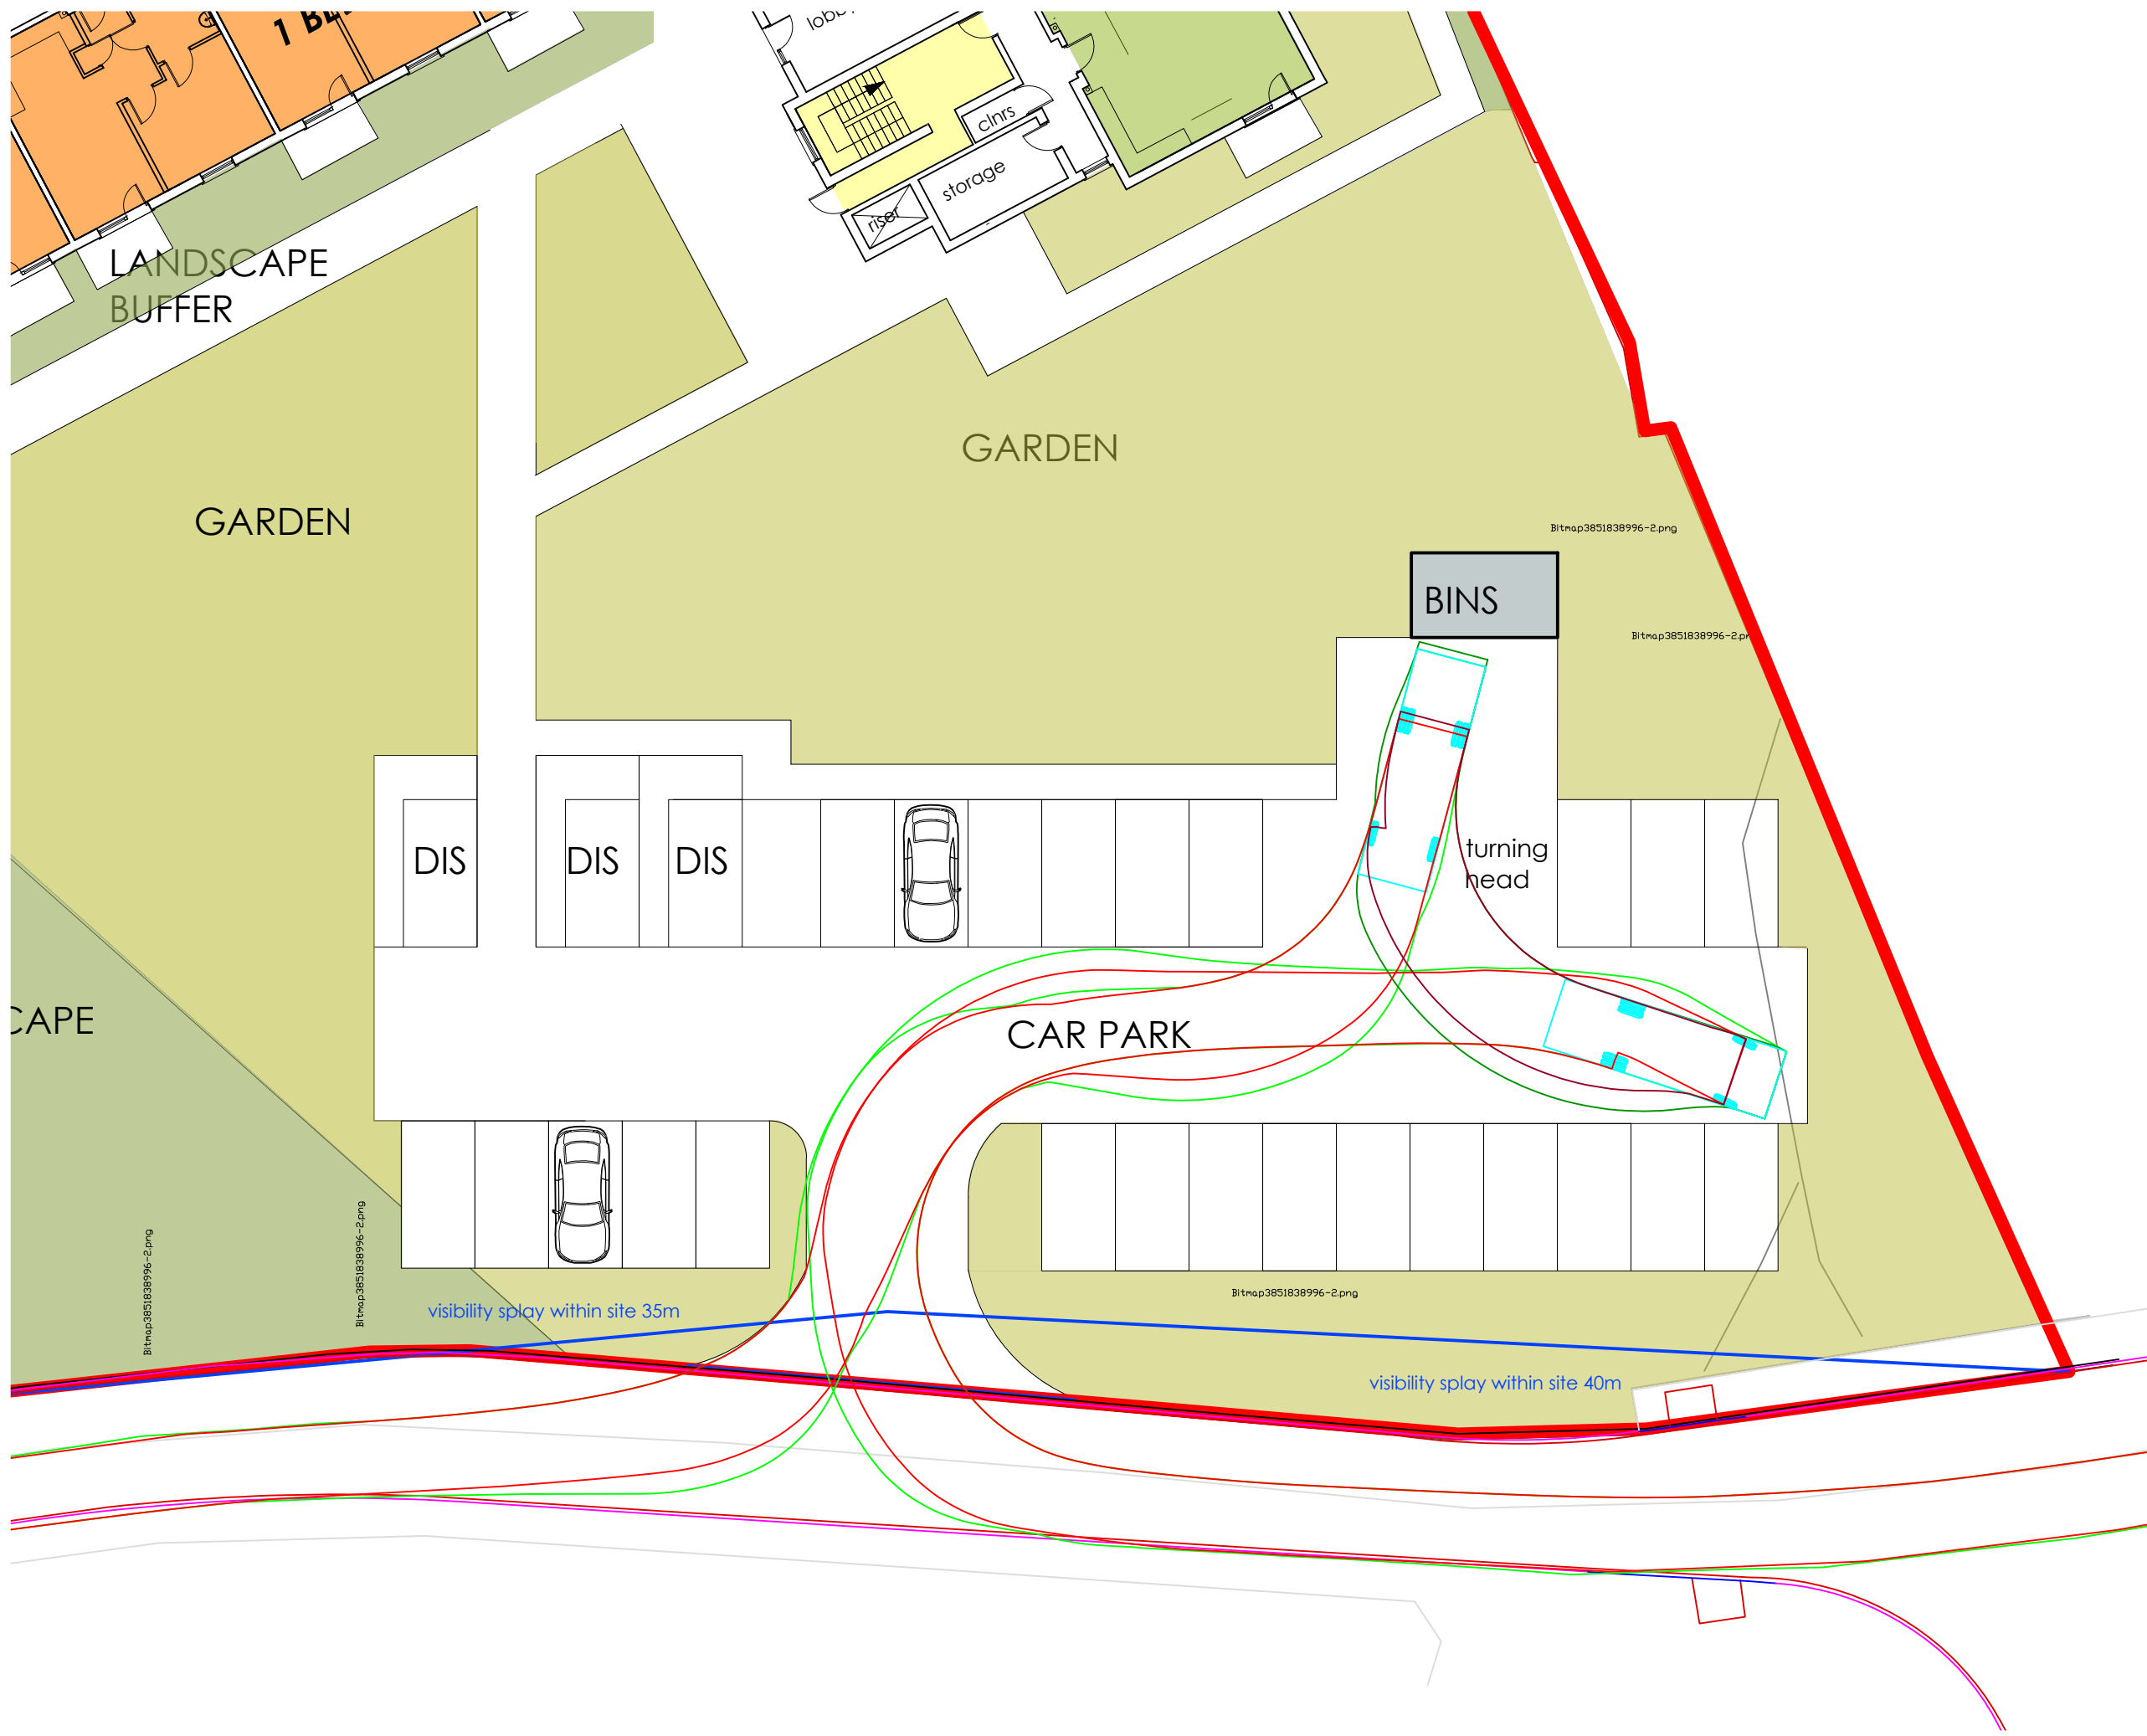 lobby
clnrs
storage
riser
LANDSCAPE
BUFFER
GARDEN
GARDEN
Bitmap3851838996-2.png
BINS
Bitmap3851838996-2.pn
DIS
DIS
DIS
turning
head
CAPE
CAR PARK
Bitmap3851838996-2.png
Bitmap3851838996-2.png
visibility splay within site 35m
Bitmap3851838996-2.png
visibility splay within site 40m